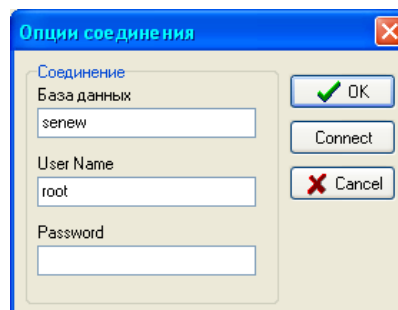 Опции соединения
Соединение
База данных
senew
User Name
root
Password
OK
Connect
Cancel